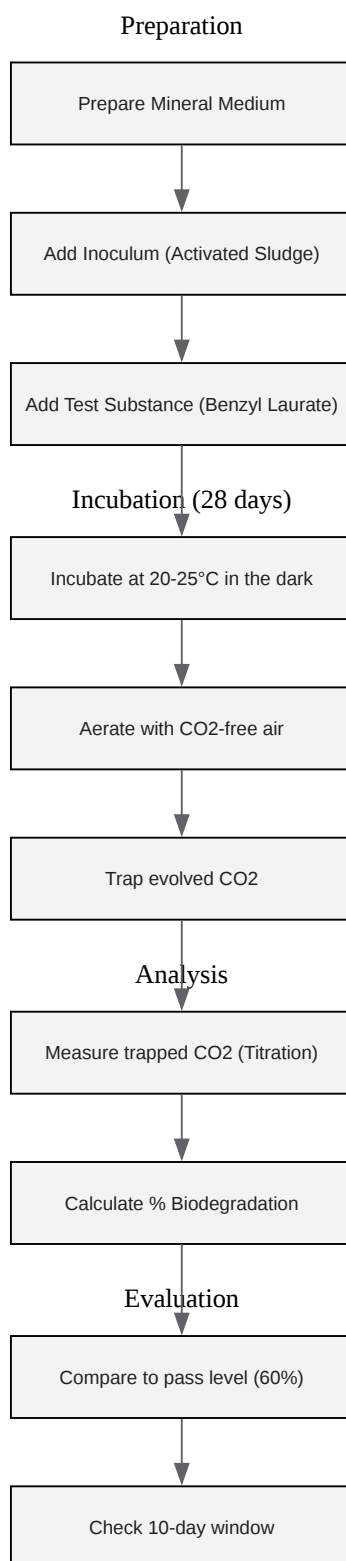 Preparation
Prepare Mineral Medium
Add Inoculum (Activated Sludge)
Add Test Substance (Benzyl Laurate)
Incubation (28 days)
Incubate at 20-25°C in the dark
Aerate with CO2-free air
Trap evolved CO2
Analysis
Measure trapped CO2 (Titration)
Calculate % Biodegradation
Evaluation
Compare to pass level (60%)
Check 10-day window